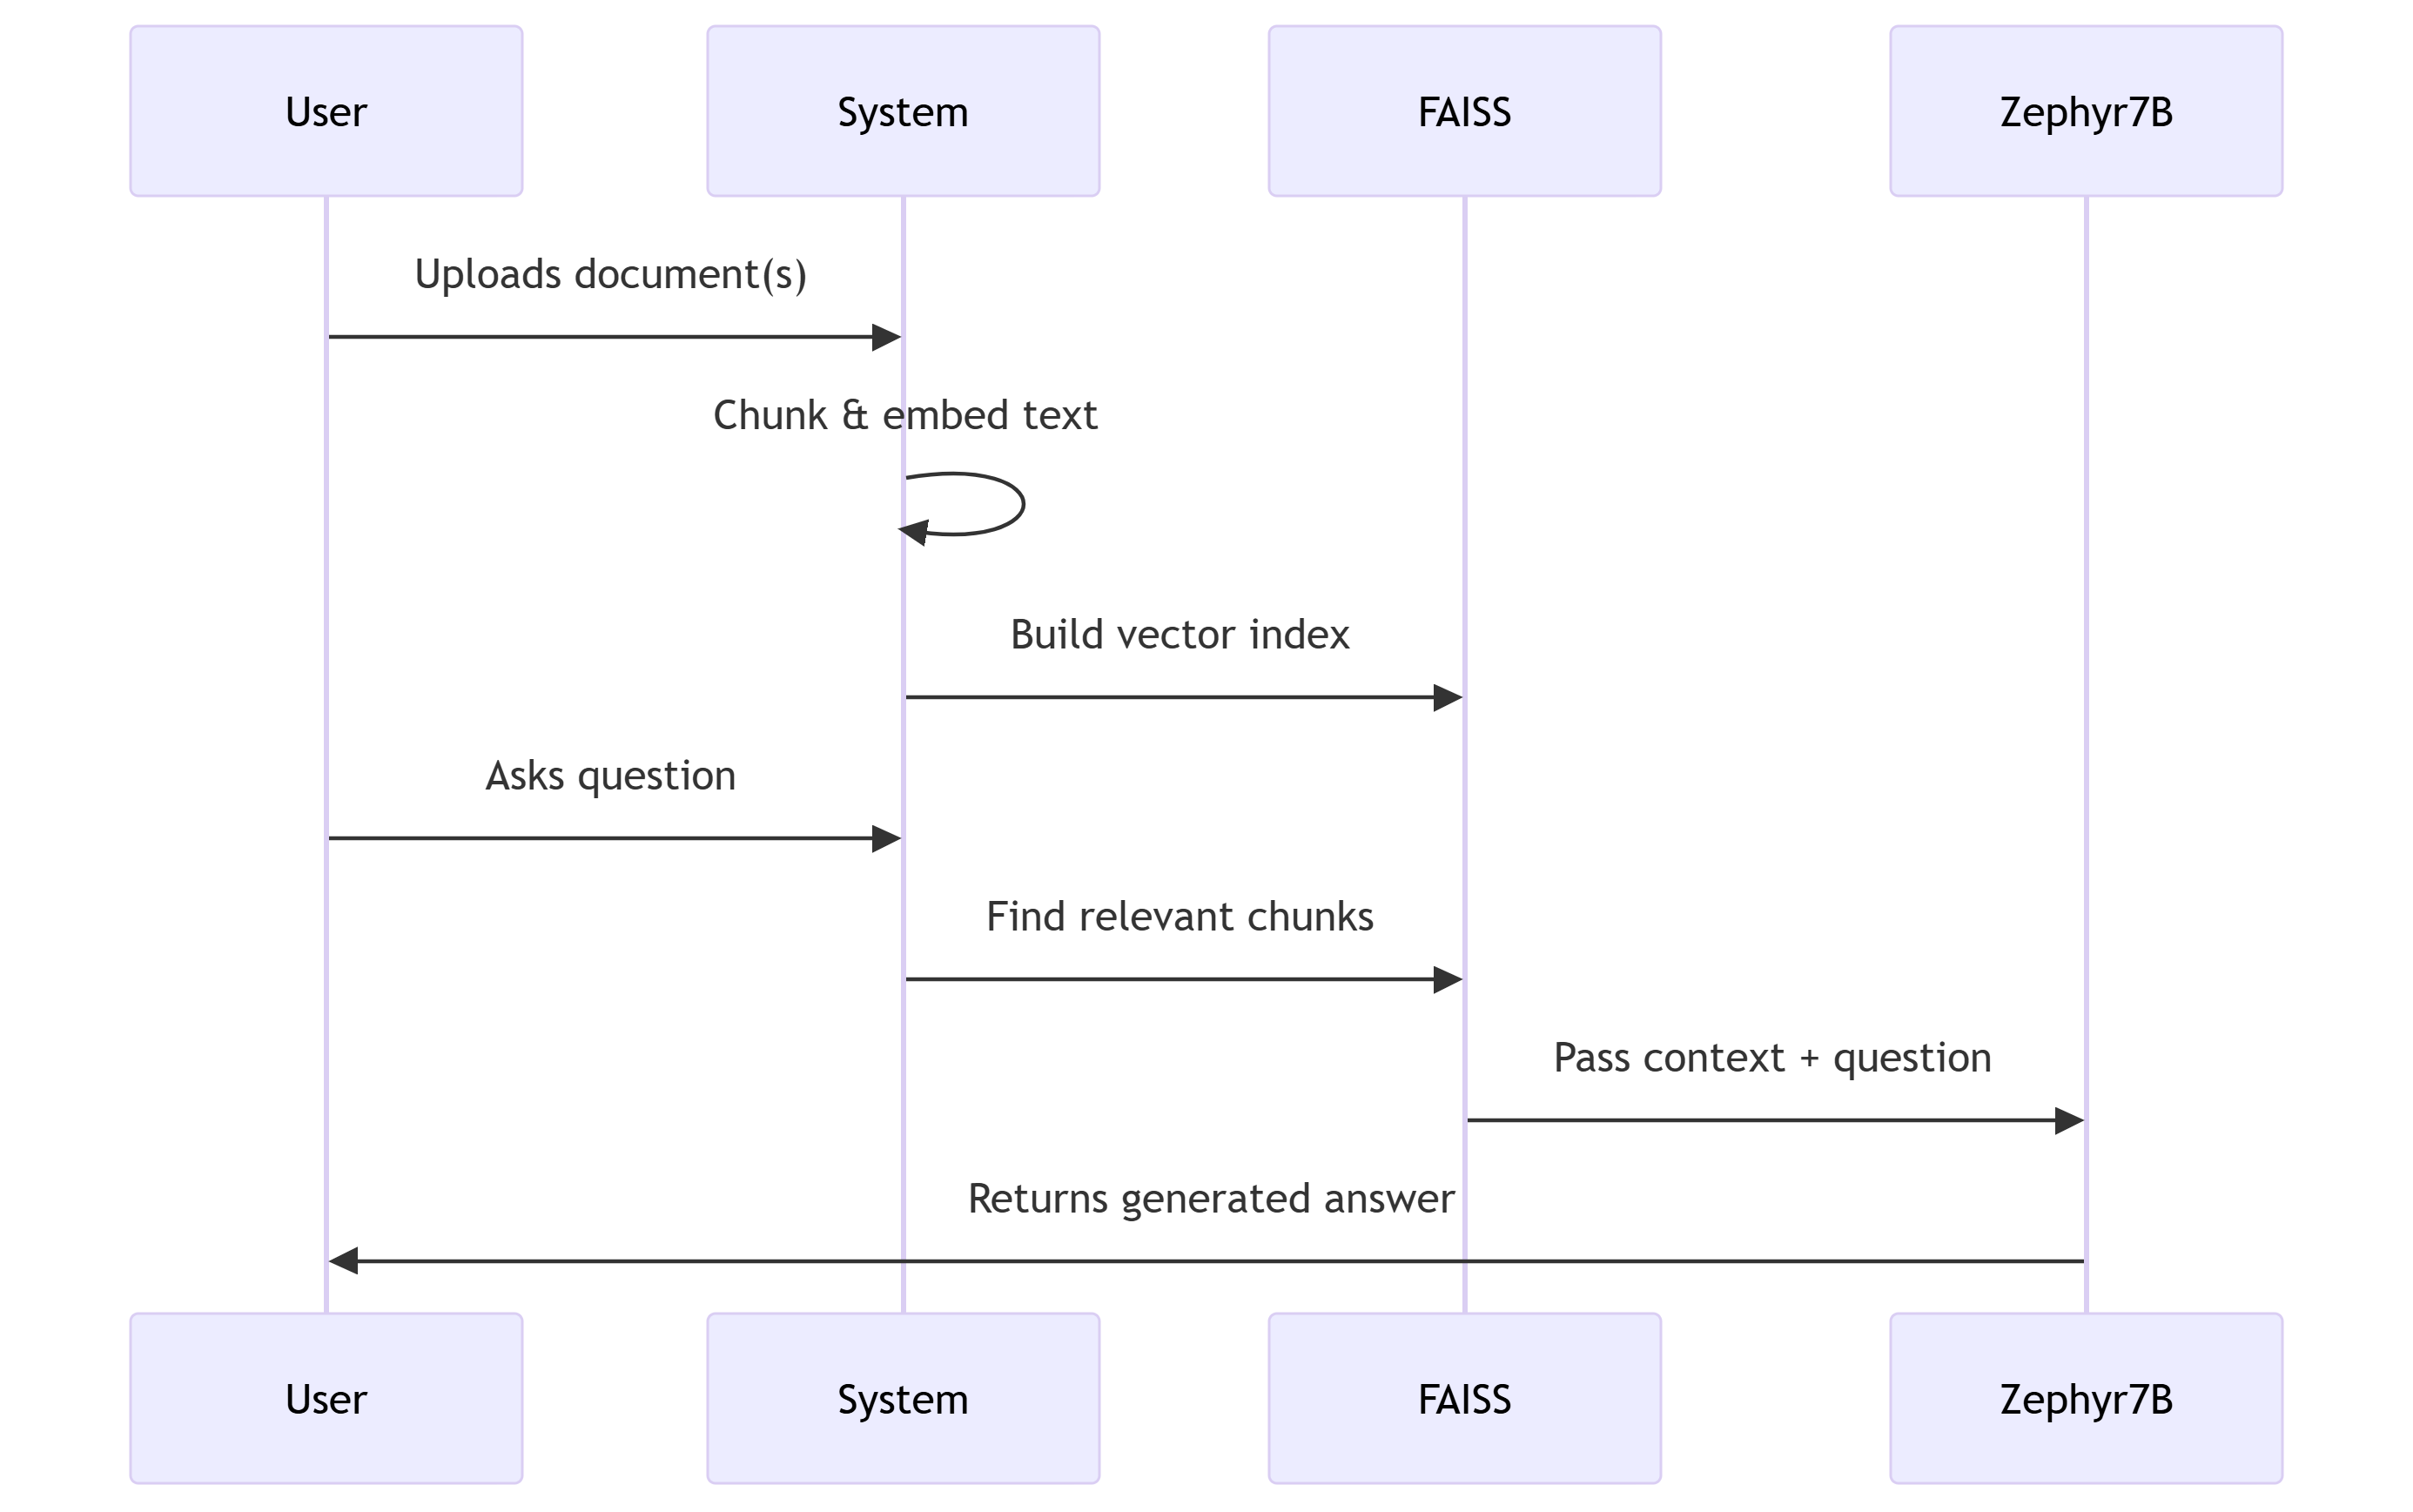 User
System
FAISS
Zephyr7B
Uploads document(s)
Chunk & embed text
Build vector index
Asks question
Find relevant chunks
Pass context + question
Returns generated answer
User
System
FAISS
Zephyr7B